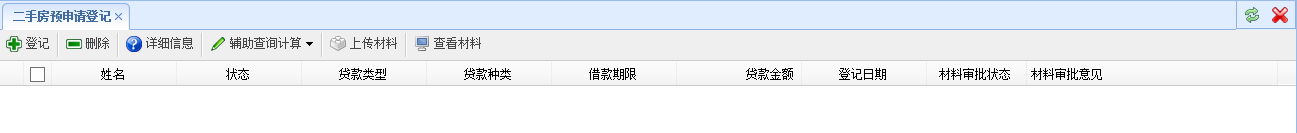 二手房预申请登记
登记 删除 详细信息 辅助查询计算 上传材料 查看材料
姓名 状态 贷款类型 贷款种类 借款期限 贷款金额 登记日期 材料审批状态 材料审批意见